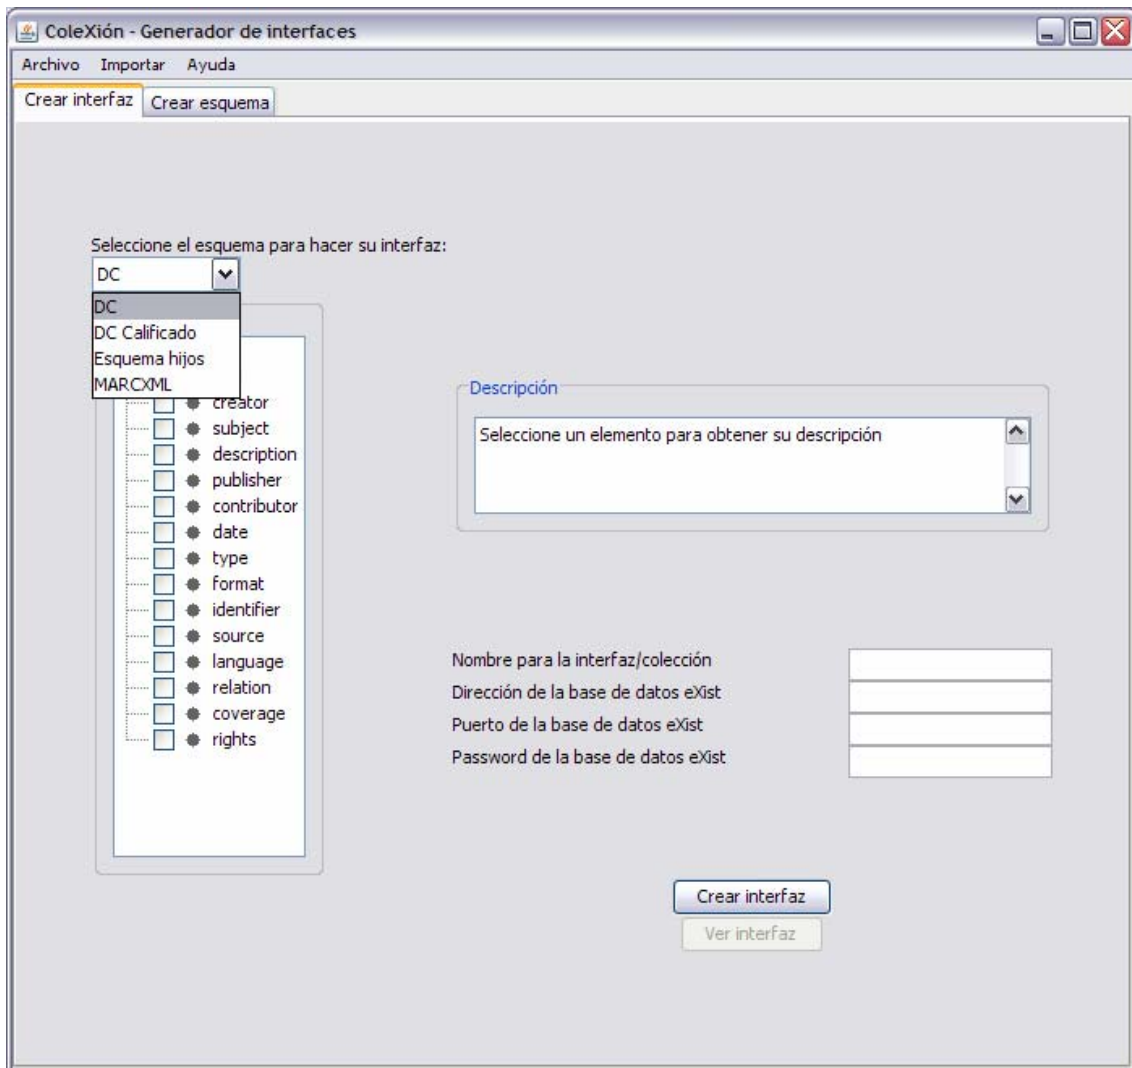 ColeXión - Generador de interfaces
Archivo Importar Ayuda
Crear interfaz Crear esquema
Seleccione el esquema para hacer su interfaz:
DC
DC
DC Calificado
Esquema hijos
MARCXML
creator
subject
description
publisher
contributor
date
type
format
identifier
source
language
relation
coverage
rights
Descripción
Seleccione un elemento para obtener su descripción
Nombre para la interfaz/colección
Dirección de la base de datos eXist
Puerto de la base de datos eXist
Password de la base de datos eXist
Crear interfaz
Ver interfaz